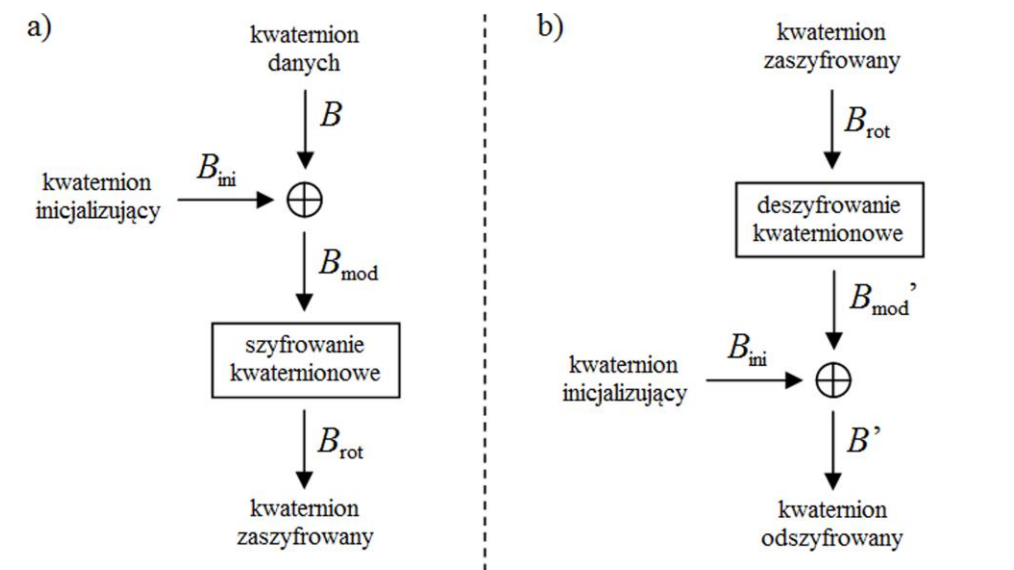 a)
kwaternion
danych
B
B_ini
kwaternion
inicjalizujący
B_mod
szyfrowanie
kwaternionowe
B_rot
kwaternion
zaszyfrowany
b)
kwaternion
zaszyfrowany
B_rot
deszyfrowanie
kwaternionowe
B_mod’
B_ini
kwaternion
inicjalizujący
B’
kwaternion
odszyfrowany